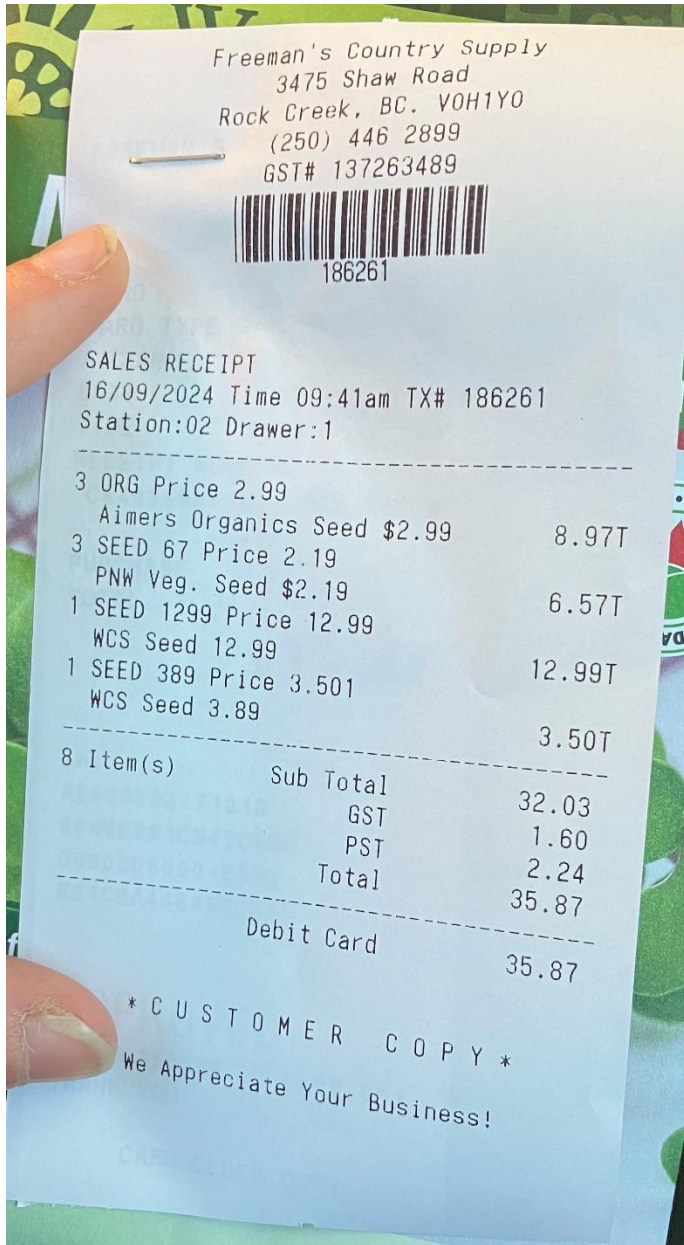 Freeman's Country Supply
3475 Shaw Road
Rock Creek, BC. V0H1Y0
(250) 446 2899
GST# 137263489
186261
SALES RECEIPT
16/09/2024 Time 09:41am TX# 186261
Station:02 Drawer:1
3 ORG Price 2.99
Aimers Organics Seed $2.99 8.97T
3 SEED 67 Price 2.19
PNW Veg. Seed $2.19 6.57T
1 SEED 1299 Price 12.99
WCS Seed 12.99 12.99T
1 SEED 389 Price 3.501
WCS Seed 3.89 3.50T
8 Item(s) Sub Total 32.03
GST 1.60
PST 2.24
Total 35.87
Debit Card 35.87
*CUSTOMER COPY*
We Appreciate Your Business!